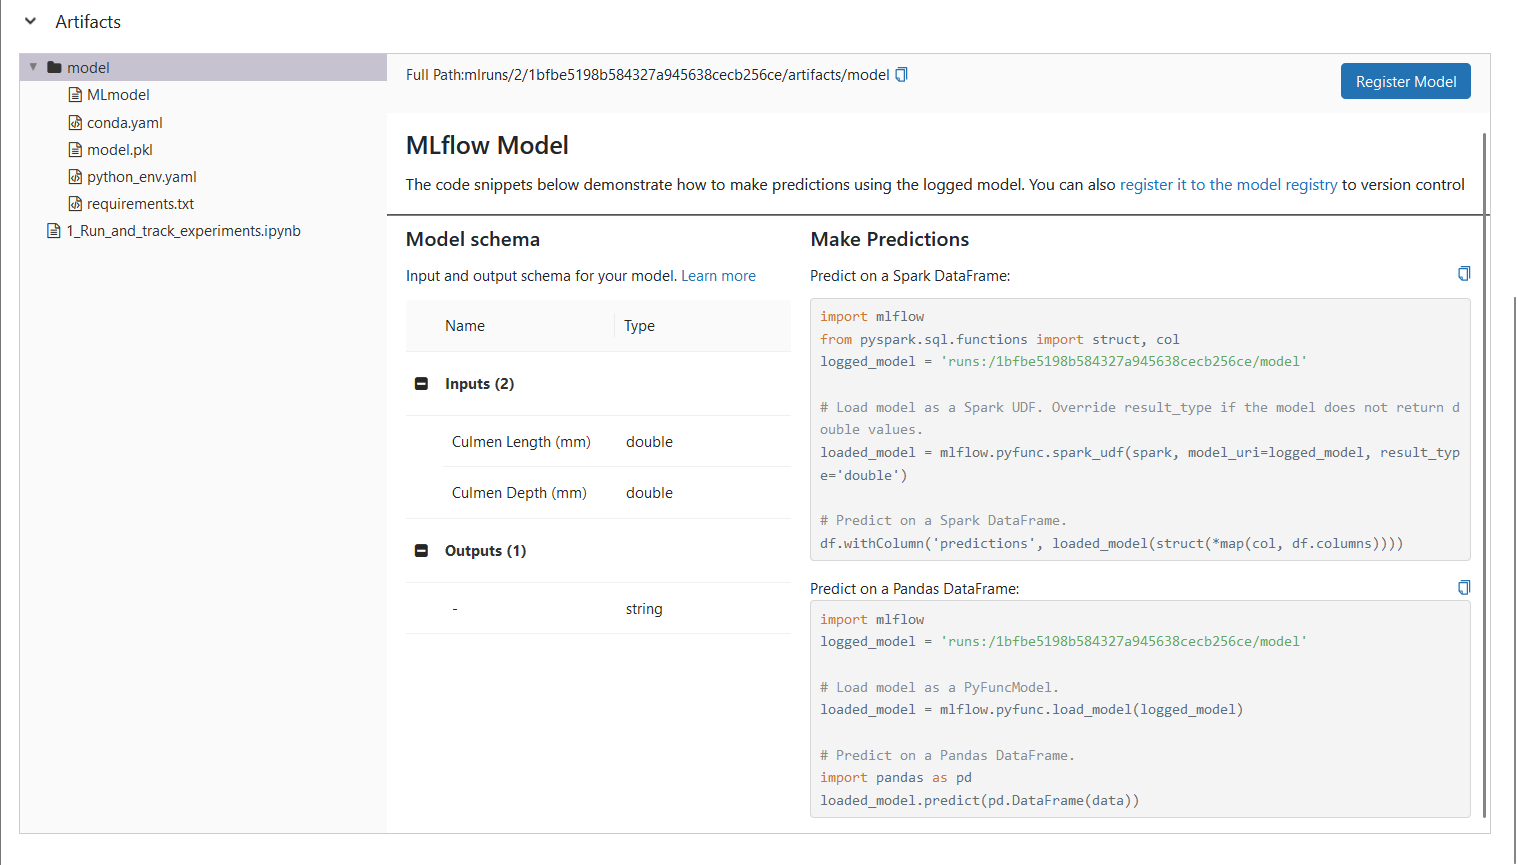 Artifacts
model
MLmodel
conda.yaml
model.pkl
python_env.yaml
requirements.txt
1_Run_and_track_experiments.ipynb
Full Path:mlruns/2/1bfbe5198b584327a945638cecb256ce/artifacts/model
Register Model
MLflow Model
The code snippets below demonstrate how to make predictions using the logged model. You can also register it to the model registry to version control
Model schema
Input and output schema for your model. Learn more
Name Type
Inputs (2)
Culmen Length (mm) double
Culmen Depth (mm) double
Outputs (1)
- string
Make Predictions
Predict on a Spark DataFrame:
import mlflow
from pyspark.sql.functions import struct, col
logged_model = 'runs:/1bfbe5198b584327a945638cecb256ce/model'
# Load model as a Spark UDF. Override result_type if the model does not return d
ouble values.
loaded_model = mlflow.pyfunc.spark_udf(spark, model_uri=logged_model, result_typ
e='double')
# Predict on a Spark DataFrame.
df.withColumn('predictions', loaded_model(struct(*map(col, df.columns))))
Predict on a Pandas DataFrame:
import mlflow
logged_model = 'runs:/1bfbe5198b584327a945638cecb256ce/model'
# Load model as a PyFuncModel.
loaded_model = mlflow.pyfunc.load_model(logged_model)
# Predict on a Pandas DataFrame.
import pandas as pd
loaded_model.predict(pd.DataFrame(data))